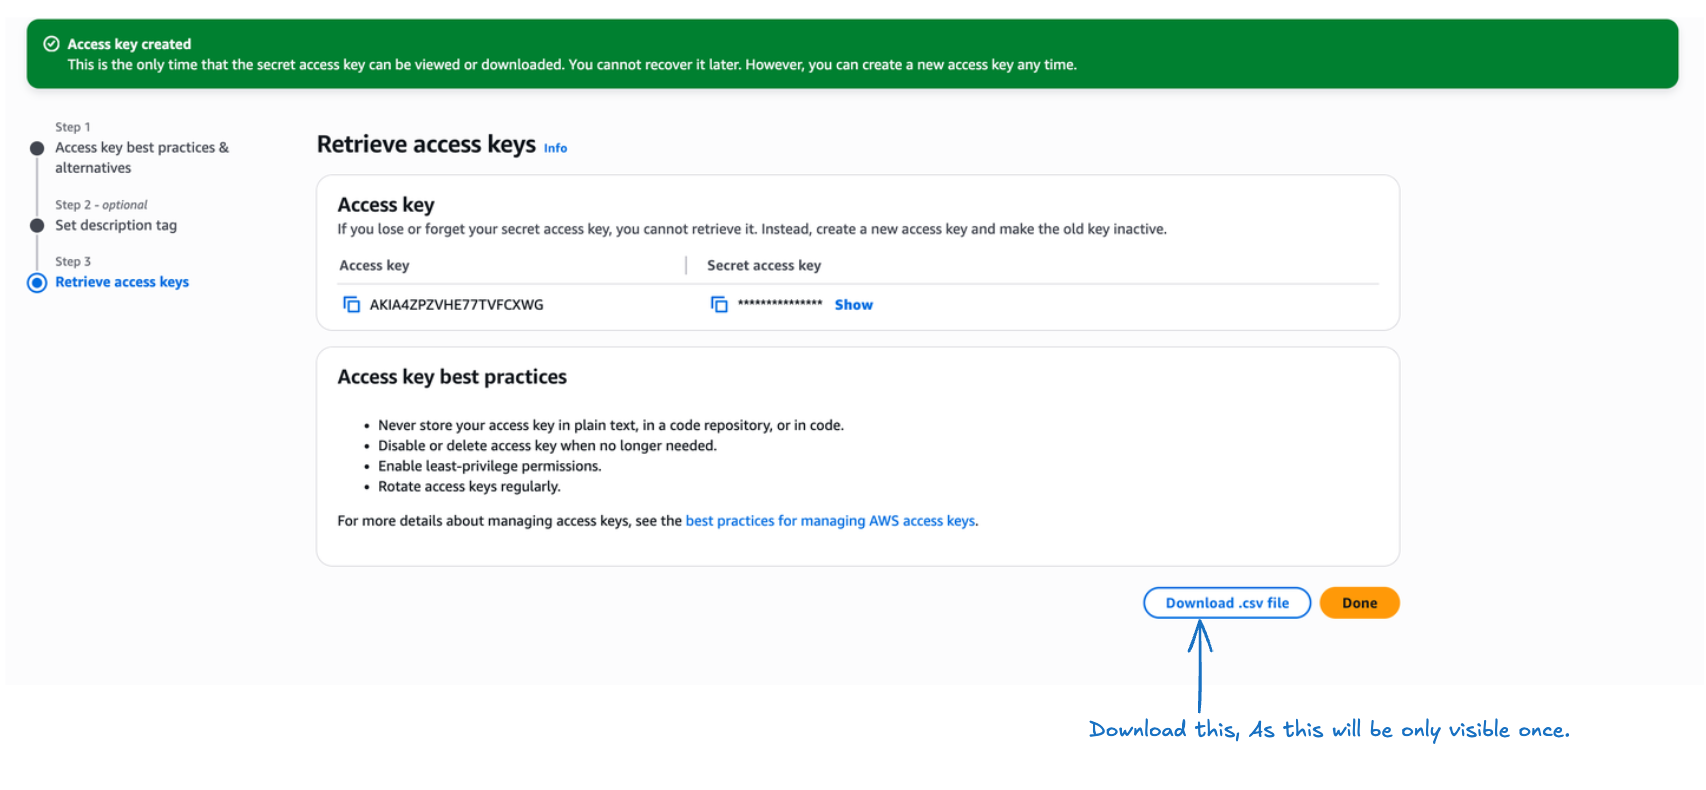 Access key created
This is the only time that the secret access key can be viewed or downloaded. You cannot recover it later. However, you can create a new access key any time.
Step 1
Access key best practices &
alternatives
Step 2 - optional
Set description tag
Step 3
Retrieve access keys
Retrieve access keys Info
Access key
If you lose or forget your secret access key, you cannot retrieve it. Instead, create a new access key and make the old key inactive.
Access key Secret access key
AKIA4ZPZVHE77TVFCXWG *************** Show
Access key best practices
• Never store your access key in plain text, in a code repository, or in code.
• Disable or delete access key when no longer needed.
• Enable least-privilege permissions.
• Rotate access keys regularly.
For more details about managing access keys, see the best practices for managing AWS access keys.
Download .csv file Done
Download this, As this will be only visible once.